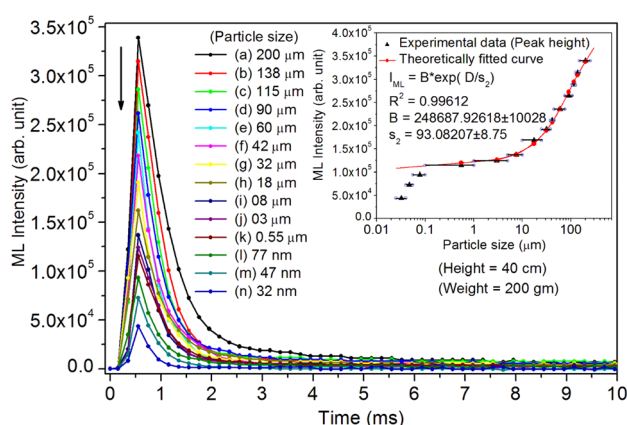 ML Intensity (arb. unit)
3.5x10⁵
3.0x10⁵
2.5x10⁵
2.0x10⁵
1.5x10⁵
1.0x10⁵
5.0x10⁴
0.0
0 1 2 3 4 5 6 7 8 9 10
Time (ms)
(Particle size)
(a) 200 μm
(b) 138 μm
(c) 115 μm
(d) 90 μm
(e) 60 μm
(f) 42 μm
(g) 32 μm
(h) 18 μm
(i) 08 μm
(j) 03 μm
(k) 0.55 μm
(l) 77 nm
(m) 47 nm
(n) 32 nm
ML Intensity (arb. unit)
4.0x10⁵
3.5x10⁵
3.0x10⁵
2.5x10⁵
2.0x10⁵
1.5x10⁵
1.0x10⁵
5.0x10⁴
0.0
Experimental data (Peak height)
Theoretically fitted curve
I_ML = B*exp( D/s₂)
R² = 0.99612
B = 248687.92618±10028
s₂ = 93.08207±8.75
0.01 0.1 1 10 100
Particle size (μm)
(Height = 40 cm)
(Weight = 200 gm)